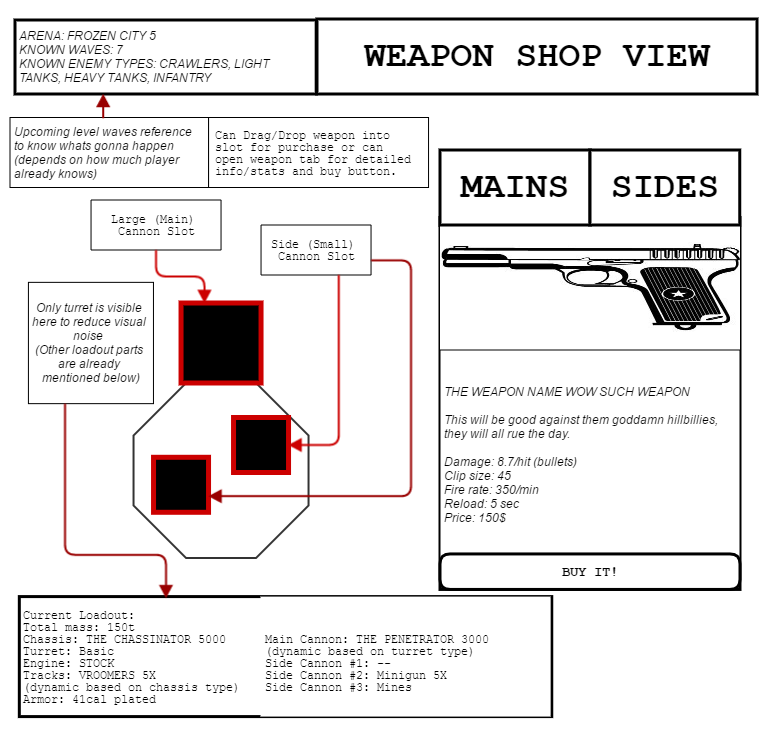 ARENA: FROZEN CITY 5
KNOWN WAVES: 7
KNOWN ENEMY TYPES: CRAWLERS, LIGHT
TANKS, HEAVY TANKS, INFANTRY
WEAPON SHOP VIEW
Upcoming level waves reference
to know whats gonna happen
(depends on how much player
already knows)
Can Drag/Drop weapon into
slot for purchase or can
open weapon tab for detailed
info/stats and buy button.
MAINS
SIDES
Large (Main)
Cannon Slot
Side (Small)
Cannon Slot
Only turret is visible
here to reduce visual
noise
(Other loadout parts
are already
mentioned below)
THE WEAPON NAME WOW SUCH WEAPON
This will be good against them goddamn hillbillies,
they will all rue the day.
Damage: 8.7/hit (bullets)
Clip size: 45
Fire rate: 350/min
Reload: 5 sec
Price: 150$
BUY IT!
Current Loadout:
Total mass: 150t
Chassis: THE CHASSINATOR 5000
Turret: Basic
Engine: STOCK
Tracks: VROOMERS 5X
(dynamic based on chassis type)
Armor: 41cal plated
Main Cannon: THE PENETRATOR 3000
(dynamic based on turret type)
Side Cannon #1: --
Side Cannon #2: Minigun 5X
Side Cannon #3: Mines